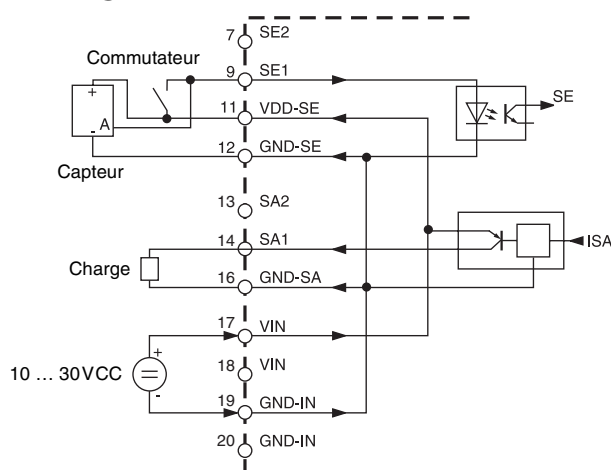 7 SE2
Commutateur
9 SE1
+
A
-
11 VDD-SE
SE
12 GND-SE
Capteur
13 SA2
14 SA1
ISA
Charge
16 GND-SA
17 VIN
+
10 ... 30VCC
-
18 VIN
19 GND-IN
20 GND-IN